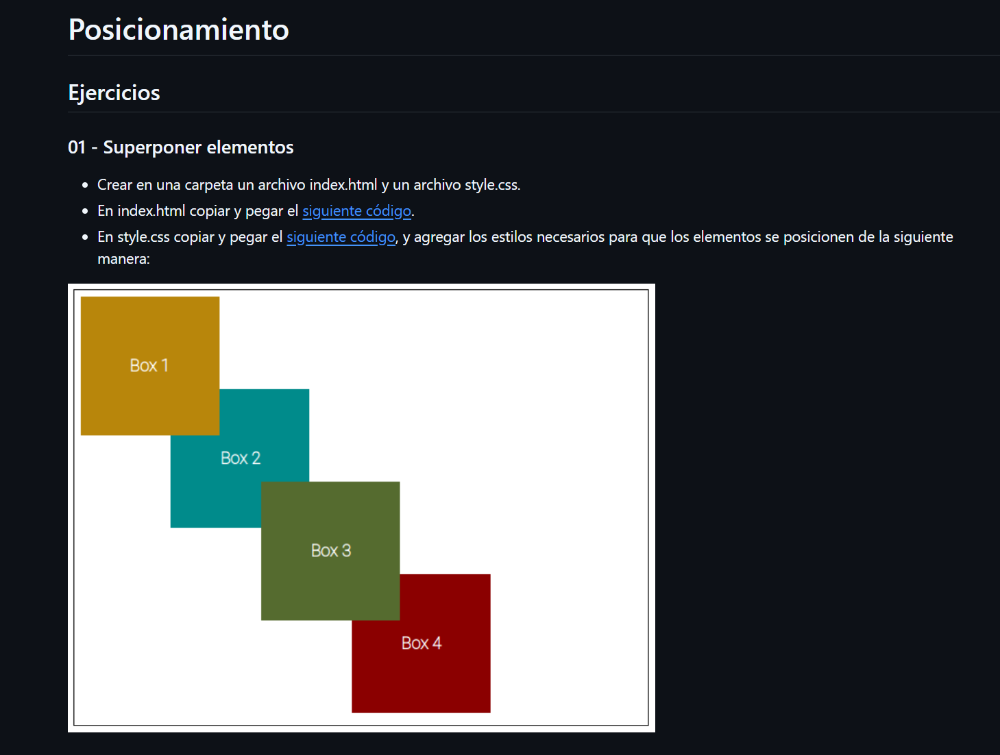 Posicionamiento
Ejercicios
01 - Superponer elementos
Crear en una carpeta un archivo index.html y un archivo style.css.
En index.html copiar y pegar el siguiente código.
En style.css copiar y pegar el siguiente código, y agregar los estilos necesarios para que los elementos se posicionen de la siguiente
manera:
Box 1
Box 2
Box 3
Box 4